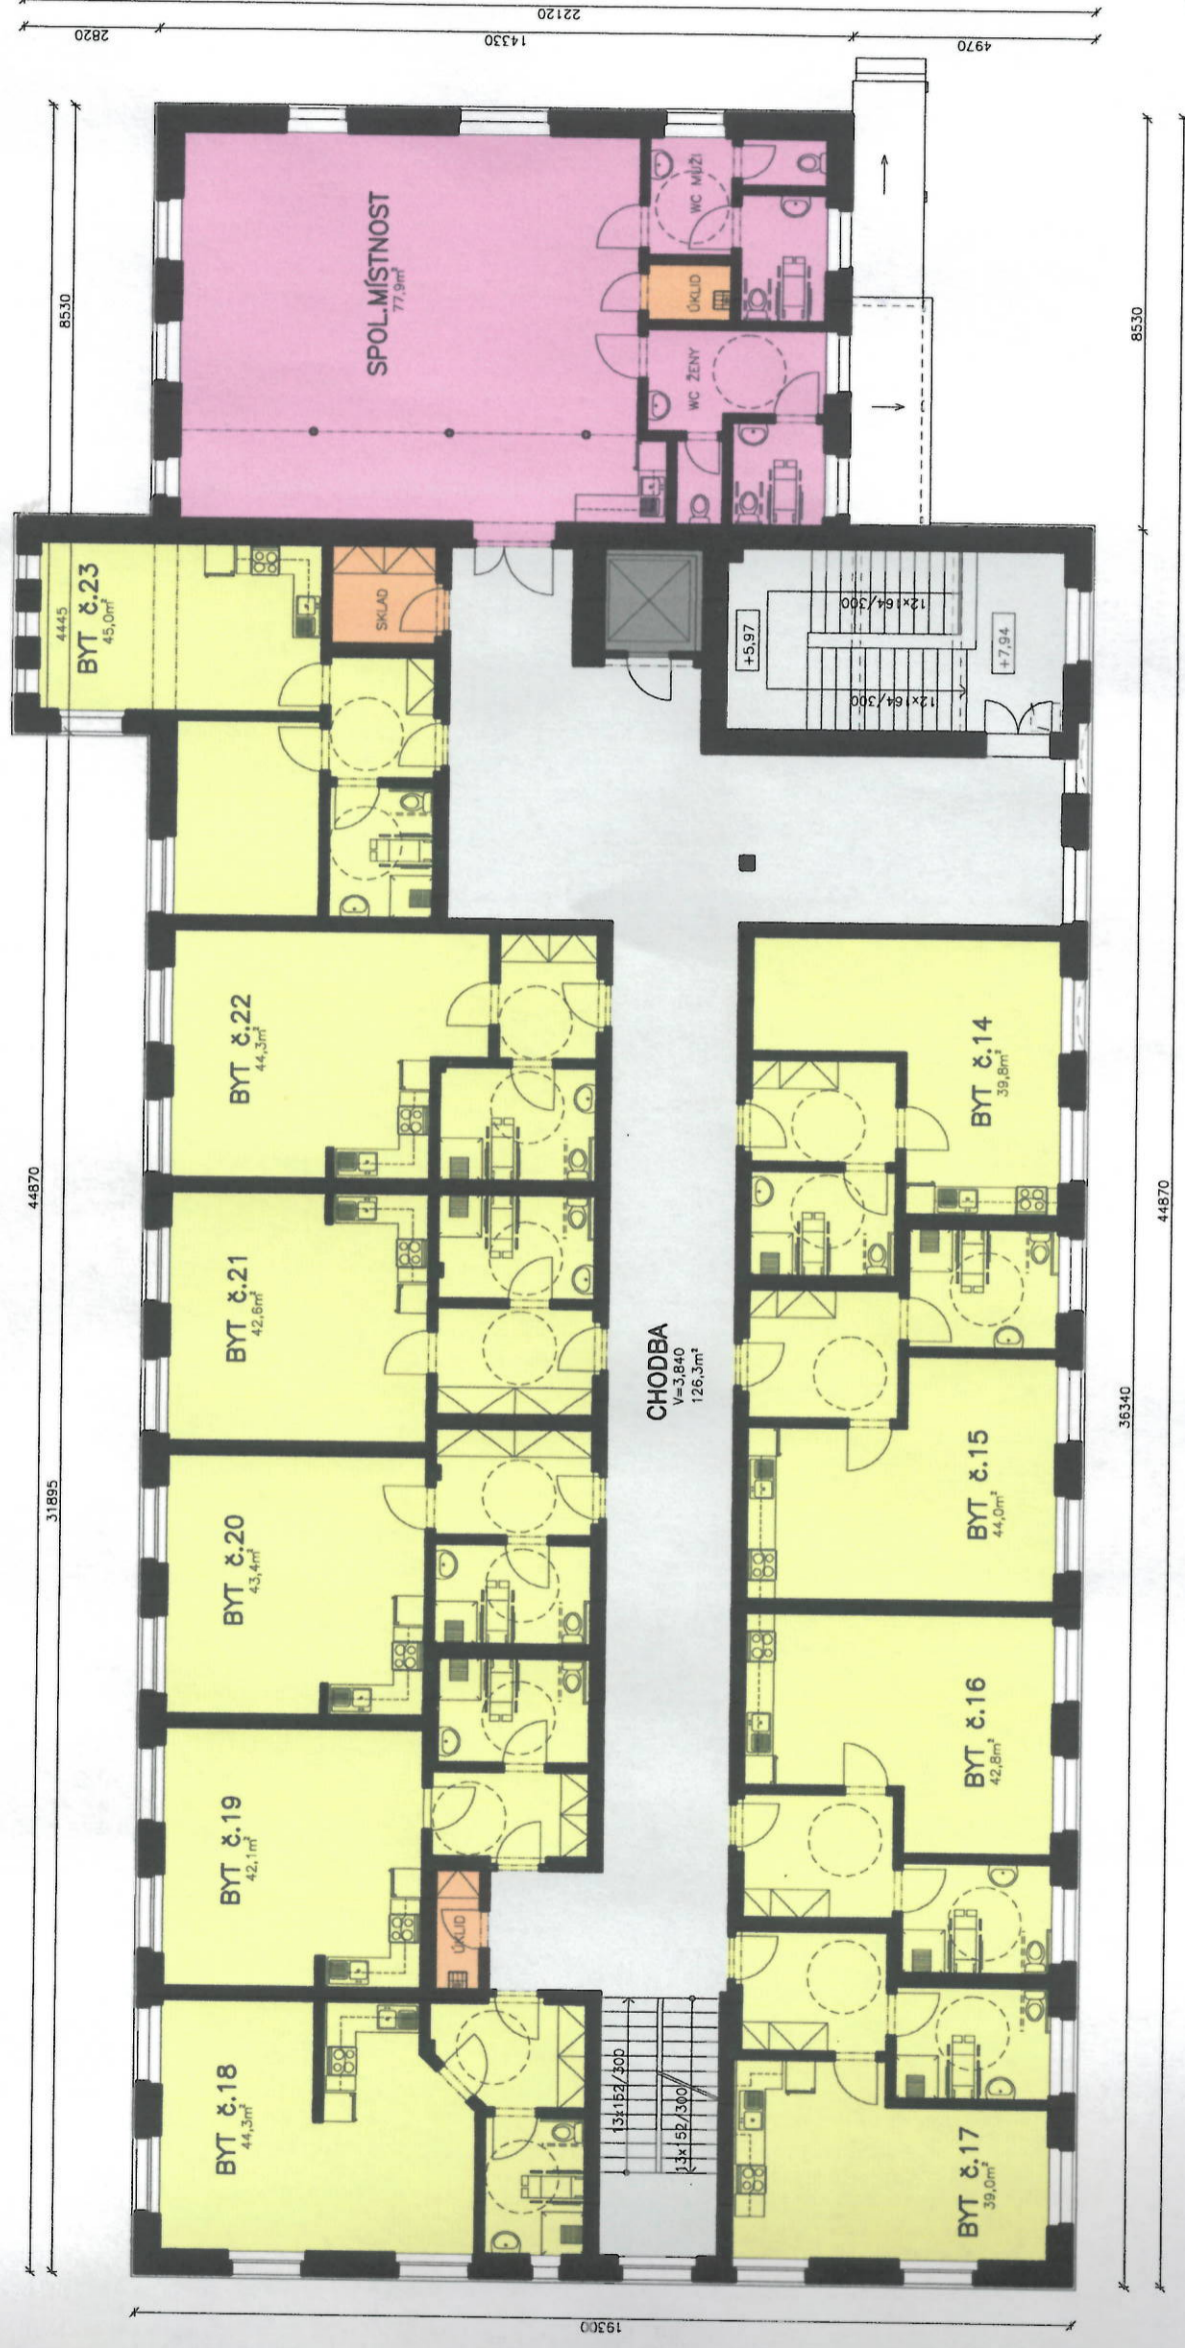 22120
2820
14330
4970
8530
SPOL.MÍSTNOST
77,9m²
WC MUŽI
ÚKLID
WC ŽENY
8530
BYT č.23
45,0m²
4445
SKLAD
+5,97
12x164/300
12x164/300
+7,94
BYT č.22
44,3m²
BYT č.14
39,8m²
44870
BYT č.21
42,6m²
CHODBA
V=3,840
126,3m²
44870
36340
31895
BYT č.20
43,4m²
BYT č.15
44,0m²
BYT č.19
42,1m²
BYT č.16
42,8m²
ÚKLID
BYT č.18
44,3m²
13x152/300
13x152/300
BYT č.17
39,0m²
19300